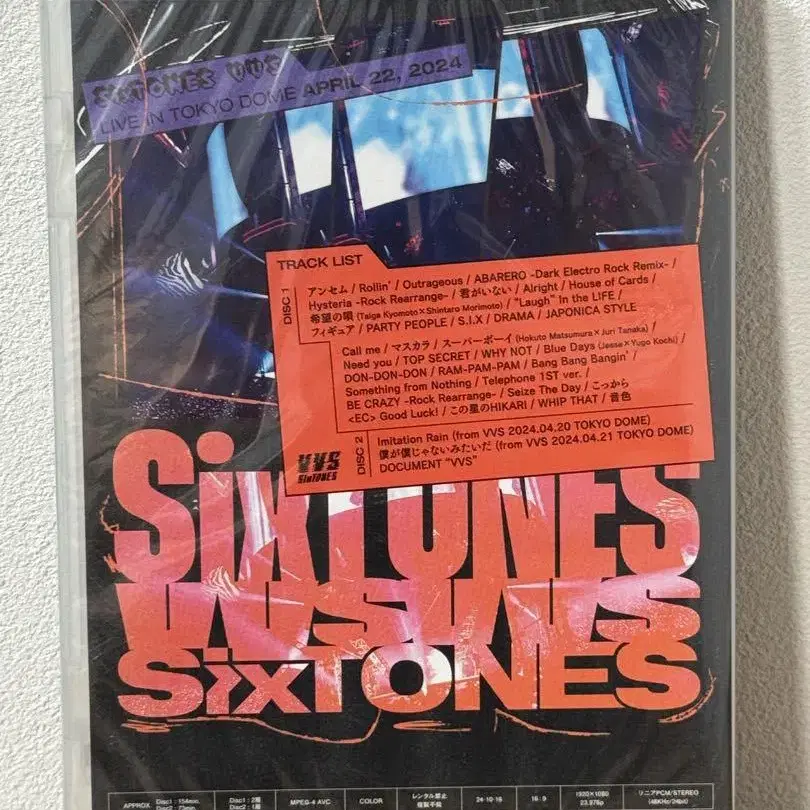 SixTONES VVS
LIVE IN TOKYO DOME APRIL 22, 2024
TRACK LIST
DISC 1
アンセム / Rollin' / Outrageous / ABARERO -Dark Electro Rock Remix- /
Hysteria -Rock Rearrange- / 君がいない / Alright / House of Cards /
希望の唄 (Taiga Kyomoto×Shintaro Morimoto) / "Laugh" in the LIFE /
フィギュア / PARTY PEOPLE / S.I.X / DRAMA / JAPONICA STYLE
Call me / マスカラ / スーパーボーイ (Hokuto Matsumura×Juri Tanaka) /
Need you / TOP SECRET / WHY NOT / Blue Days (Jesse×Yugo Kochi) /
DON-DON-DON / RAM-PAM-PAM / Bang Bang Bangin' /
Something from Nothing / Telephone 1ST ver. /
BE CRAZY -Rock Rearrange- / Seize The Day / こっから
<EC> Good Luck! / この星のHIKARI / WHIP THAT / 音色
DISC 2
Imitation Rain (from VVS 2024.04.20 TOKYO DOME)
僕が僕じゃないみたいだ (from VVS 2024.04.21 TOKYO DOME)
DOCUMENT "VVS"
VVS
SixTONES
SixTONES
SixTONES
APPROX. Disc1:154min. Disc1:2層 MPEG-4 AVC COLOR レンタル禁止 24-10-16 16:9 1920×1080 リニアPCM/STEREO
Disc2:73min. Disc2:1層 複製不能 23.976p (48KHz/24bit)